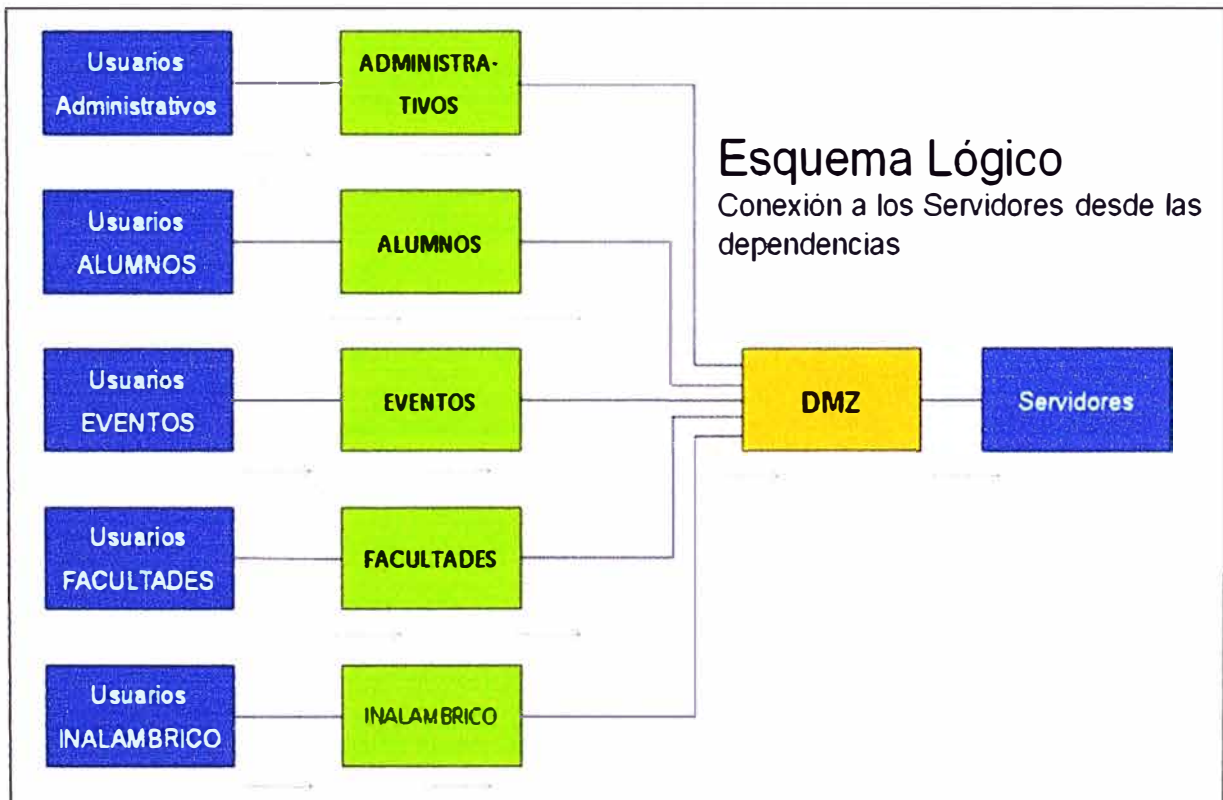 Usuarios
Administrativos
ADMINISTRA-
TIVOS
Esquema Lógico
Conexión a los Servidores desde las
dependencias
Usuarios
ALUMNOS
ALUMNOS
Usuarios
EVENTOS
EVENTOS
DMZ
Servidores
Usuarios
FACULTADES
FACULTADES
Usuarios
INALAMBRICO
INALAMBRICO